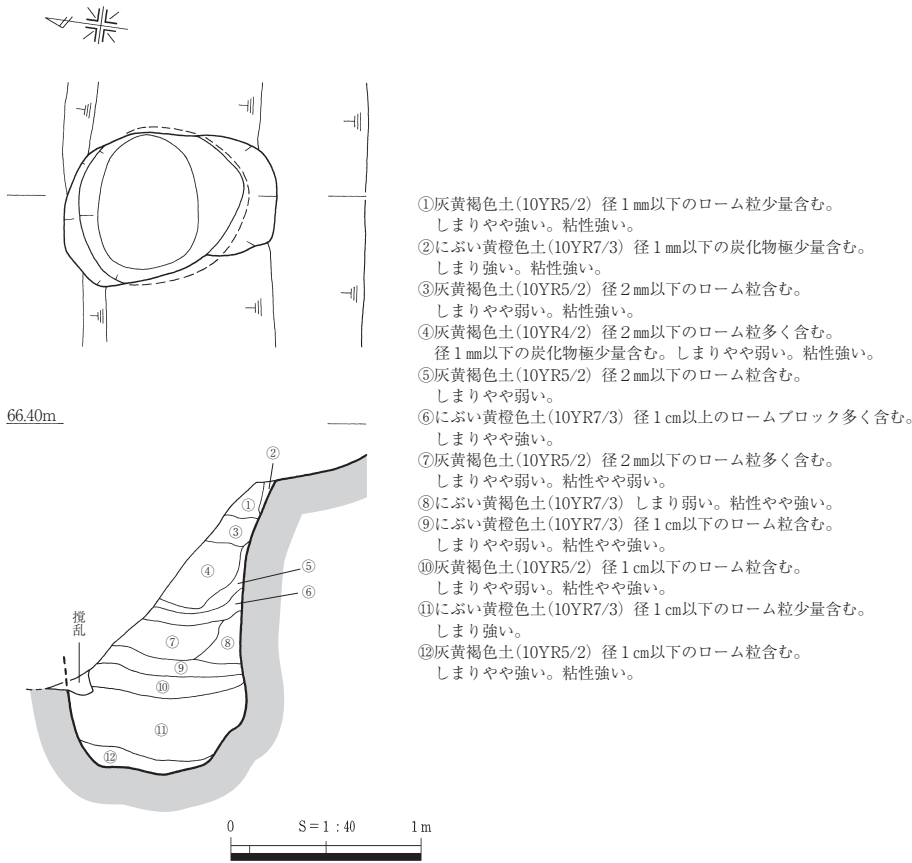 ①灰黄褐色土(10YR5/2) 径1㎜以下のローム粒少量含む。
しまりやや強い。粘性強い。
②にぶい黄橙色土(10YR7/3) 径1㎜以下の炭化物極少量含む。
しまり強い。粘性強い。
③灰黄褐色土(10YR5/2) 径2㎜以下のローム粒含む。
しまりやや弱い。粘性強い。
④灰黄褐色土(10YR4/2) 径2㎜以下のローム粒多く含む。
径1㎜以下の炭化物極少量含む。しまりやや弱い。粘性強い。
⑤灰黄褐色土(10YR5/2) 径2㎜以下のローム粒含む。
しまりやや弱い。
⑥にぶい黄橙色土(10YR7/3) 径1㎝以上のロームブロック多く含む。
しまりやや強い。
⑦灰黄褐色土(10YR5/2) 径2㎜以下のローム粒多く含む。
しまりやや弱い。粘性やや弱い。
⑧にぶい黄褐色土(10YR7/3) しまり弱い。粘性やや強い。
⑨にぶい黄橙色土(10YR7/3) 径1㎝以下のローム粒含む。
しまりやや弱い。粘性やや強い。
⑩灰黄褐色土(10YR5/2) 径1㎝以下のローム粒含む。
しまりやや弱い。粘性やや強い。
⑪にぶい黄橙色土(10YR7/3) 径1㎝以下のローム粒少量含む。
しまり強い。
⑫灰黄褐色土(10YR5/2) 径1㎝以下のローム粒含む。
しまりやや強い。粘性強い。
66.40m
②
①
③
④
⑤
⑥
撹乱
⑦
⑧
⑨
⑩
⑪
⑫
0 S=1:40 1m